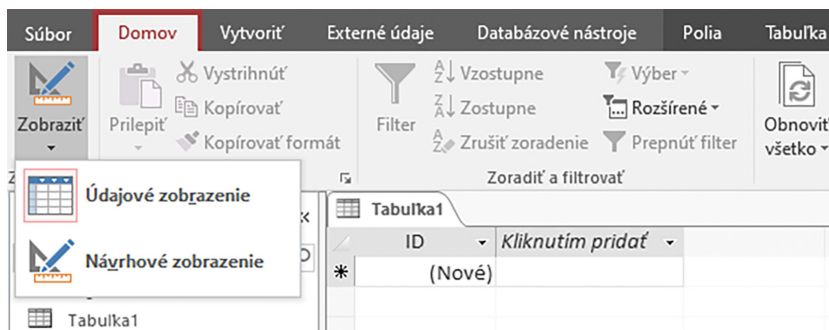 Súbor Domov Vytvoriť Externé údaje Databázové nástroje Polia Tabuľka
Zobraziť
Prilepiť
Vystrihnúť
Kopírovať
Kopírovať formát
Filter
Vzostupne
Zostupne
Zrušiť zoradenie
Výber
Rozšírené
Prepnúť filter
Zoradiť a filtrovať
Obnoviť
všetko
Údajové zobrazenie
Návrhové zobrazenie
Tabuľka1
Tabuľka1
ID Kliknutím pridať
(Nové)